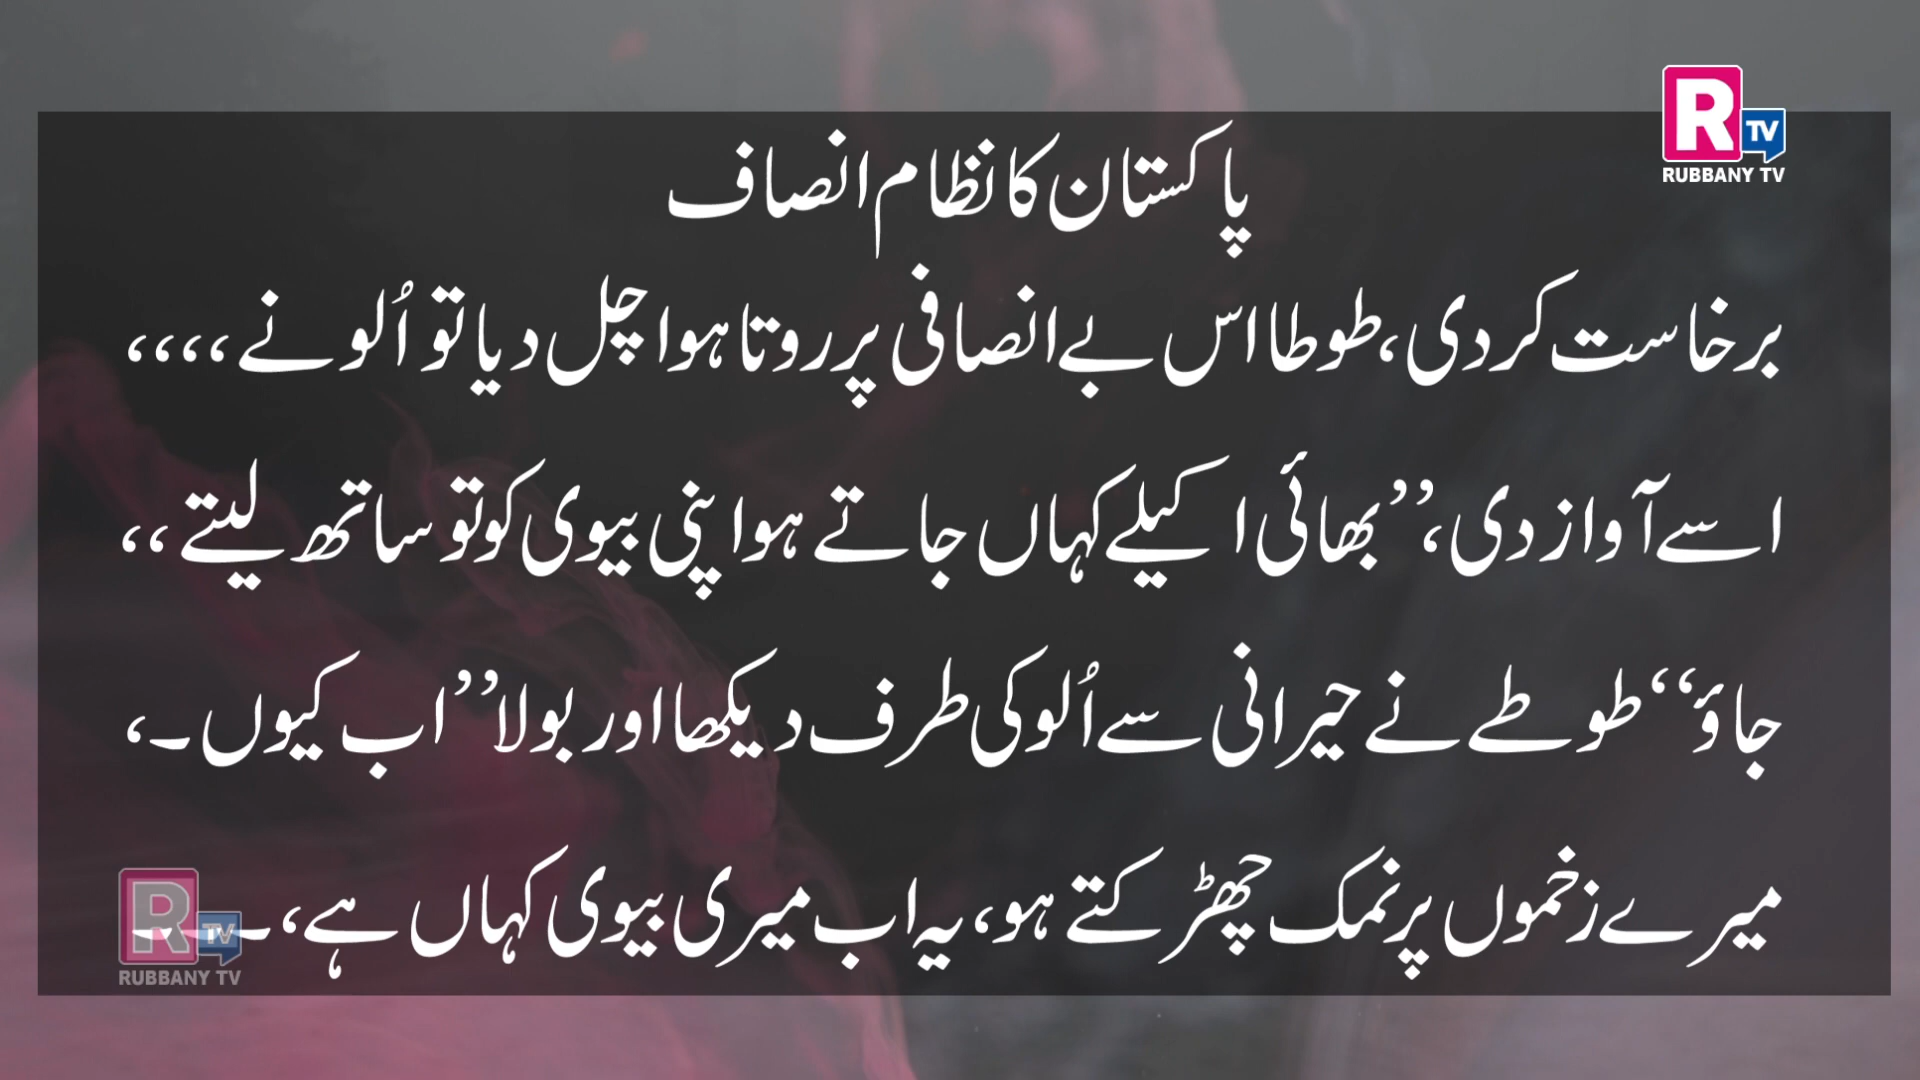 R TV
RUBBANY TV
پاکستان کا نظام انصاف
برخاست کردی، طوطا اس بے انصافی پر روتا ہوا چل دیا تو اُلو نے ،،،،
اسے آواز دی، ’’بھائی اکیلے کہاں جاتے ہو اپنی بیوی کو تو ساتھ لیتے ،،
جاؤ‘‘ طوطے نے حیرانی سے اُلو کی طرف دیکھا اور بولا ’’اب کیوں ۔،
میرے زخموں پر نمک چھڑکتے ہو، یہ اب میری بیوی کہاں ہے،۔۔۔
R TV
RUBBANY TV